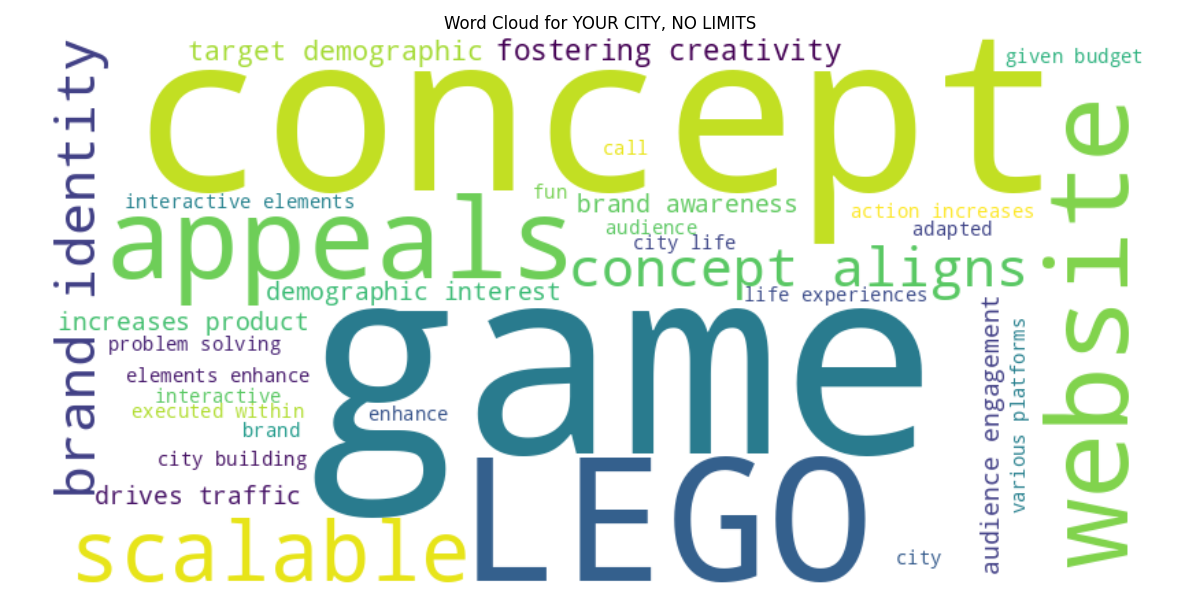 Word Cloud for YOUR CITY, NO LIMITS
target demographic
fostering creativity
given budget
concept
brand identity
website
call
fun
interactive elements
brand awareness
action increases
appeals
audience
adapted
city life
concept aligns
demographic interest
life experiences
increases product
game
problem solving
elements enhance
interactive
executed within
enhance
brand
audience engagement
various platforms
city building
LEGO
drives traffic
scalable
city